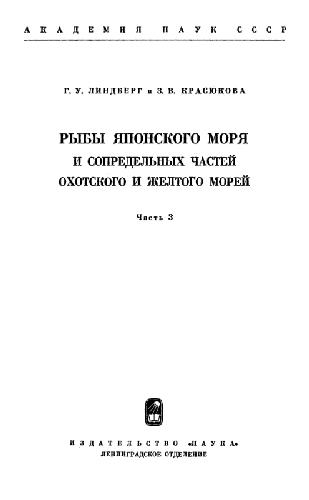 АКАДЕМИЯ НАУК СССР
Г. У. ЛИНДБЕРГ и З. В. КРАСЮКОВА
РЫБЫ ЯПОНСКОГО МОРЯ
И СОПРЕДЕЛЬНЫХ ЧАСТЕЙ
ОХОТСКОГО И ЖЕЛТОГО МОРЕЙ
Часть 3
ИЗДАТЕЛЬСТВО «НАУКА»
ЛЕНИНГРАДСКОЕ ОТДЕЛЕНИЕ